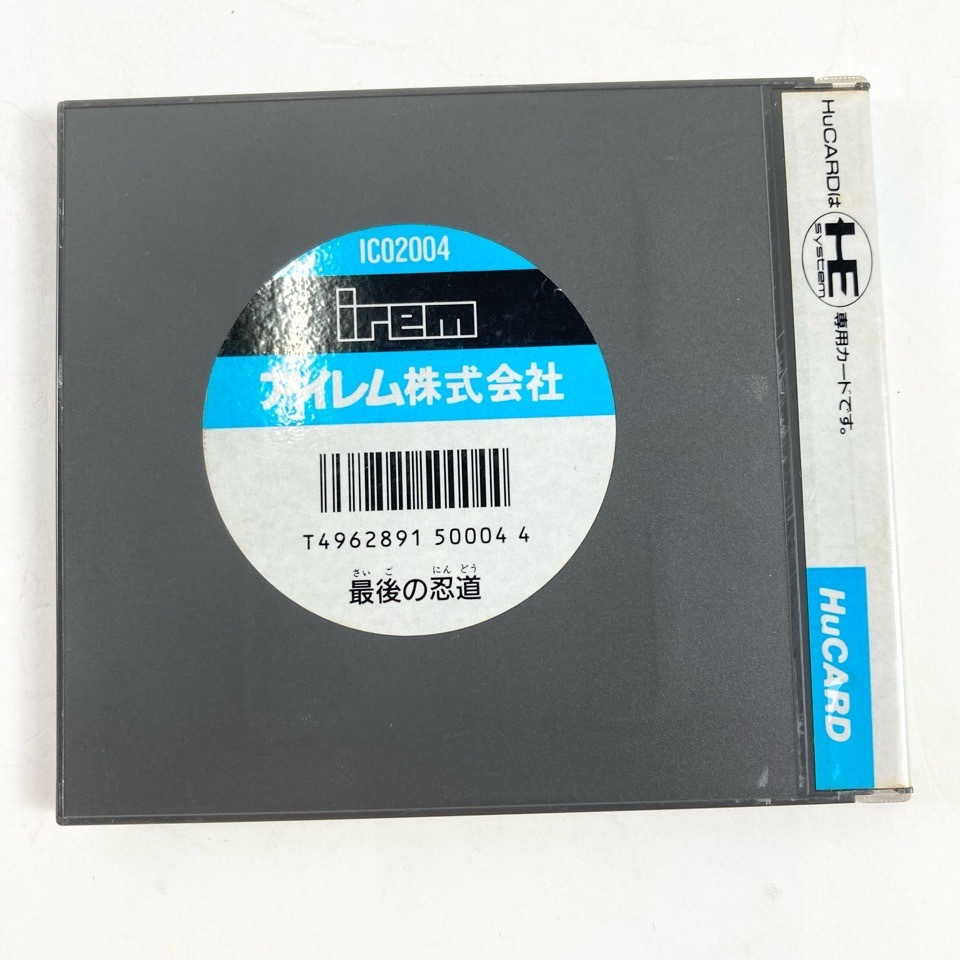 IC02004
irem
アイレム株式会社
T4962891 50004 4
さいご にんどう
最後の忍道
HuCARDは
HE
system
専用カードです。
HuCARD